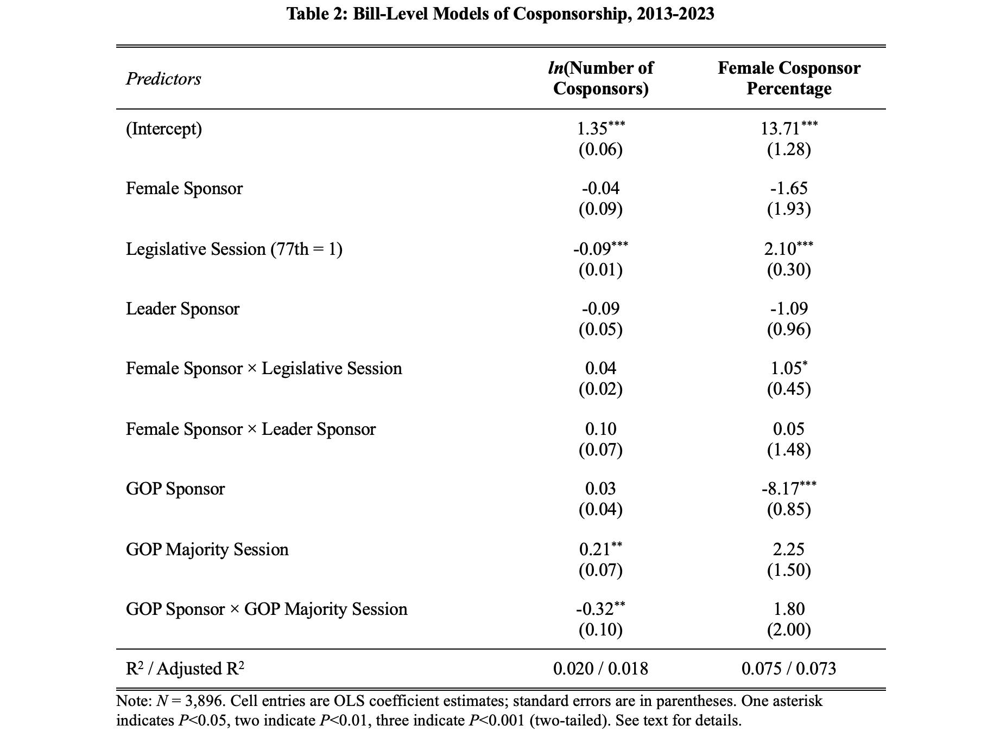 Table 2: Bill-Level Models of Cosponsorship, 2013-2023
Predictors ln(Number of Cosponsors) Female Cosponsor Percentage
(Intercept) 1.35*** 13.71***
(0.06) (1.28)
Female Sponsor -0.04 -1.65
(0.09) (1.93)
Legislative Session (77th = 1) -0.09*** 2.10***
(0.01) (0.30)
Leader Sponsor -0.09 -1.09
(0.05) (0.96)
Female Sponsor × Legislative Session 0.04 1.05*
(0.02) (0.45)
Female Sponsor × Leader Sponsor 0.10 0.05
(0.07) (1.48)
GOP Sponsor 0.03 -8.17***
(0.04) (0.85)
GOP Majority Session 0.21** 2.25
(0.07) (1.50)
GOP Sponsor × GOP Majority Session -0.32** 1.80
(0.10) (2.00)
R² / Adjusted R² 0.020 / 0.018 0.075 / 0.073
Note: N = 3,896. Cell entries are OLS coefficient estimates; standard errors are in parentheses. One asterisk
indicates P<0.05, two indicate P<0.01, three indicate P<0.001 (two-tailed). See text for details.